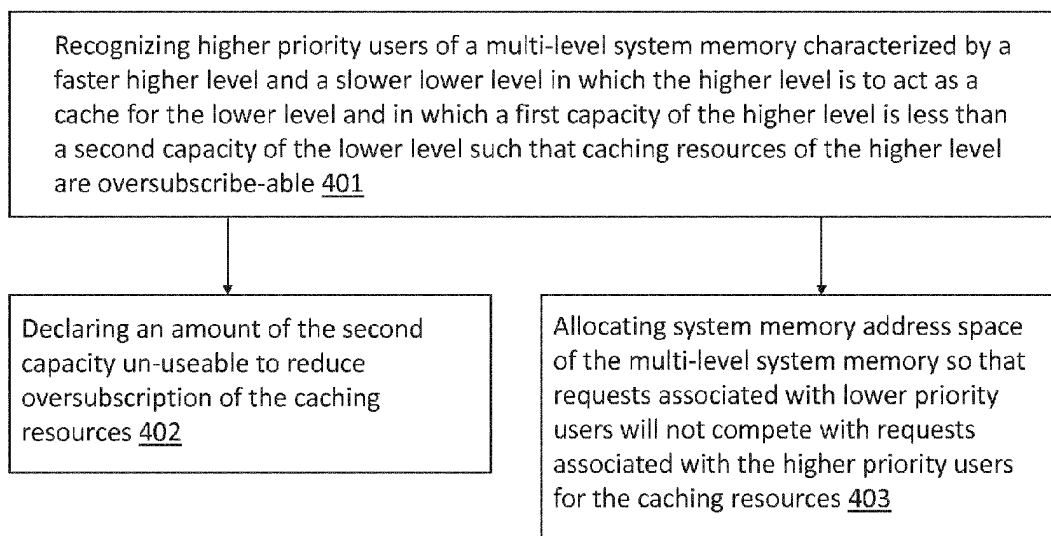 Recognizing higher priority users of a multi-level system memory characterized by a
faster higher level and a slower lower level in which the higher level is to act as a
cache for the lower level and in which a first capacity of the higher level is less than
a second capacity of the lower level such that caching resources of the higher level
are oversubscribe-able 401
Declaring an amount of the second
capacity un-useable to reduce
oversubscription of the caching
resources 402
Allocating system memory address space
of the multi-level system memory so that
requests associated with lower priority
users will not compete with requests
associated with the higher priority users
for the caching resources 403